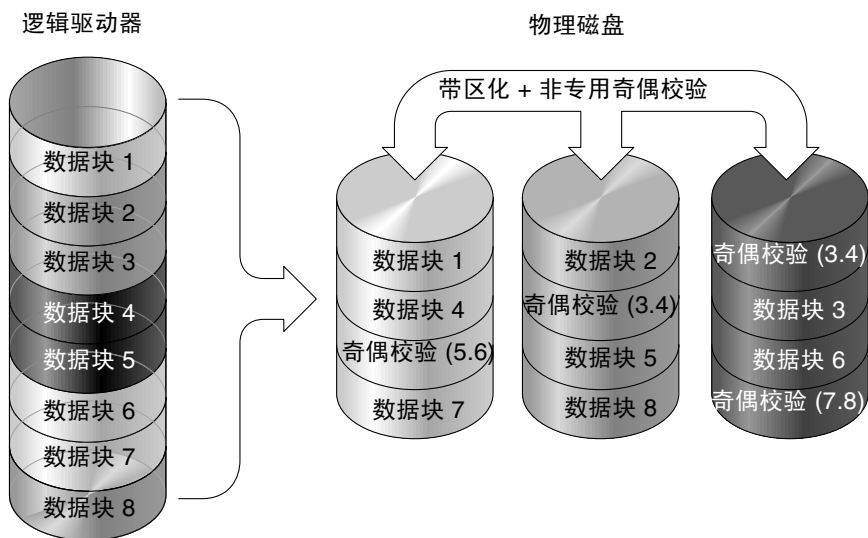 逻辑驱动器
物理磁盘
带区化 + 非专用奇偶校验
数据块 1
数据块 2
数据块 3
数据块 4
数据块 5
数据块 6
数据块 7
数据块 8
数据块 1
数据块 4
奇偶校验 (5.6)
数据块 7
数据块 2
奇偶校验 (3.4)
数据块 5
数据块 8
奇偶校验 (3.4)
数据块 3
数据块 6
奇偶校验 (7.8)